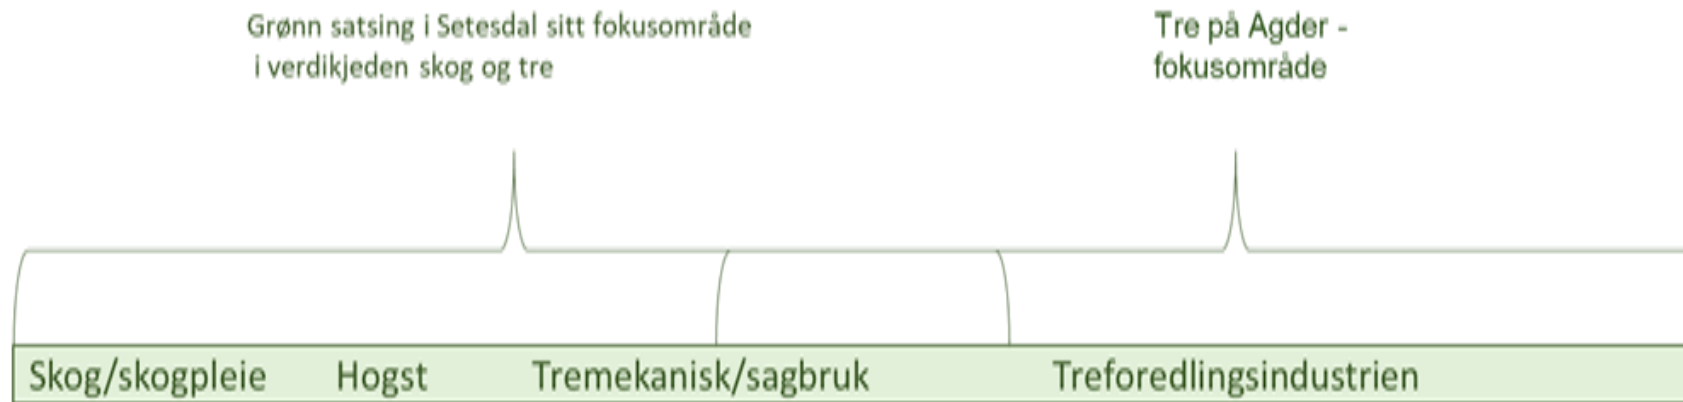 Grønn satsing i Setesdal sitt fokusområde
i verdikjeden skog og tre
Tre på Agder -
fokusområde
Skog/skogpleie Hogst Tremekanisk/sagbruk Treforedlingsindustrien